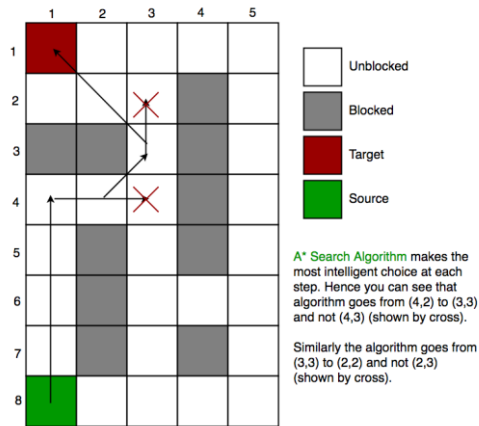 1 2 3 4 5
1
Unblocked
2
Blocked
3
Target
4
Source
5
A* Search Algorithm makes the
most intelligent choice at each
step. Hence you can see that
6
algorithm goes from (4,2) to (3,3)
and not (4,3) (shown by cross).
7
Similarly the algorithm goes from
(3,3) to (2,2) and not (2,3)
(shown by cross).
8